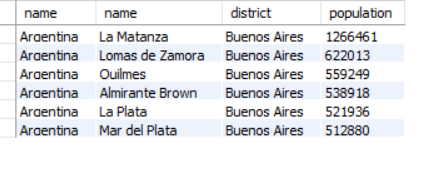 name name district population
Argentina La Matanza Buenos Aires 1266461
Argentina Lomas de Zamora Buenos Aires 622013
Argentina Quilmes Buenos Aires 559249
Argentina Almirante Brown Buenos Aires 538918
Argentina La Plata Buenos Aires 521936
Argentina Mar del Plata Buenos Aires 512880